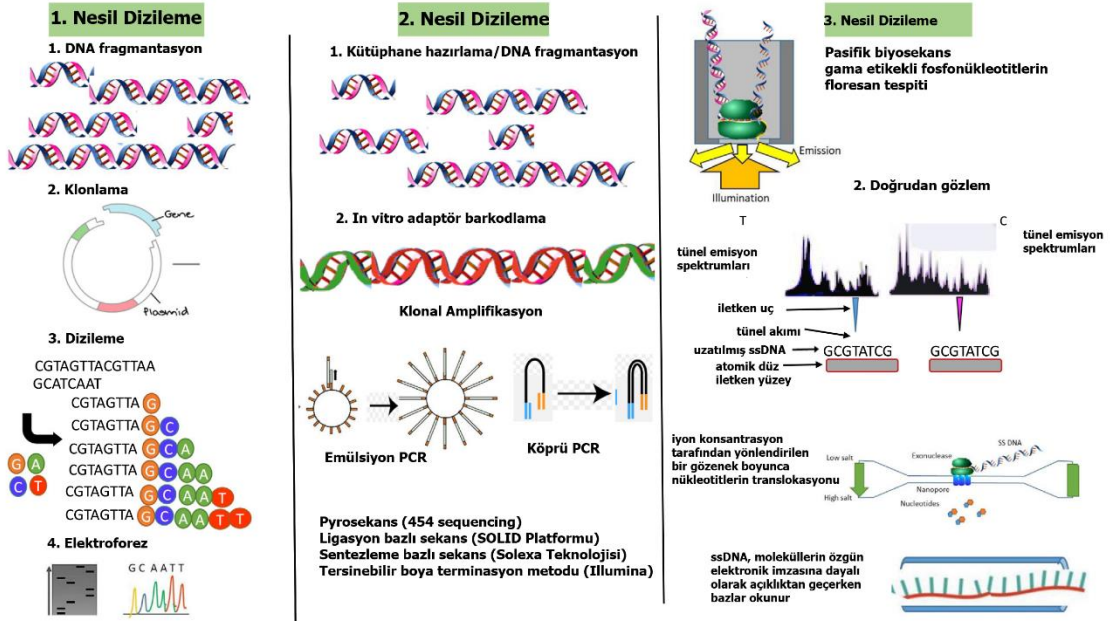 1. Nesil Dizileme
1. DNA fragmantasyon
2. Klonlama
Gene
Plasmid
3. Dizileme
CGTAGTTACGTTAA
GCATCAAT
CGTAGTTA G
CGTAGTTA G C
CGTAGTTA G C A
CGTAGTTA G C A A
CGTAGTTA G C A A T
CGTAGTTA G C A A T T
G A
C T
4. Elektroforez
G C A A T T
2. Nesil Dizileme
1. Kütüphane hazırlama/DNA fragmantasyon
2. In vitro adaptör barkodlama
Klonal Amplifikasyon
Emülsiyon PCR
Köprü PCR
Pyrosekans (454 sequencing)
Ligasyon bazlı sekans (SOLID Platformu)
Sentezleme bazlı sekans (Solexa Teknolojisi)
Tersinebilir boya terminasyon metodu (Illumina)
3. Nesil Dizileme
Pasifik biyosekans
gama etikekli fosfonükleotitlerin
floresan tespiti
Emission
Illumination
2. Doğrudan gözlem
T
C
tünel emisyon
spektrumları
tünel emisyon
spektrumları
iletken uç
tünel akımı
uzatılmış ssDNA
GCGTATCG
GCGTATCG
atomik düz
iletken yüzey
iyon konsantrasyon
tarafından yönlendirilen
bir gözenek boyunca
nükleotitlerin translokasyonu
SS DNA
Exonuclease
Low salt
High salt
Nanopore
Nucleotides
ssDNA, moleküllerin özgün
elektronik imzasına dayalı
olarak açıklıktan geçerken
bazlar okunur